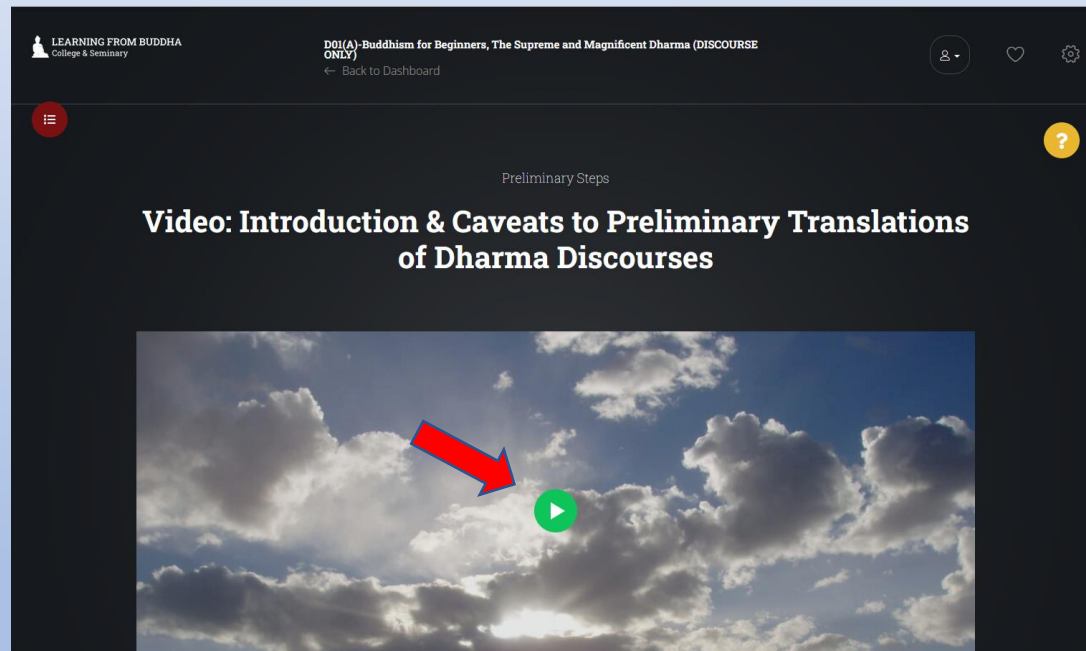 LEARNING FROM BUDDHA
College & Seminary
D01(A)-Buddhism for Beginners, The Supreme and Magnificent Dharma (DISCOURSE
ONLY)
← Back to Dashboard
?
Preliminary Steps
Video: Introduction & Caveats to Preliminary Translations
of Dharma Discourses